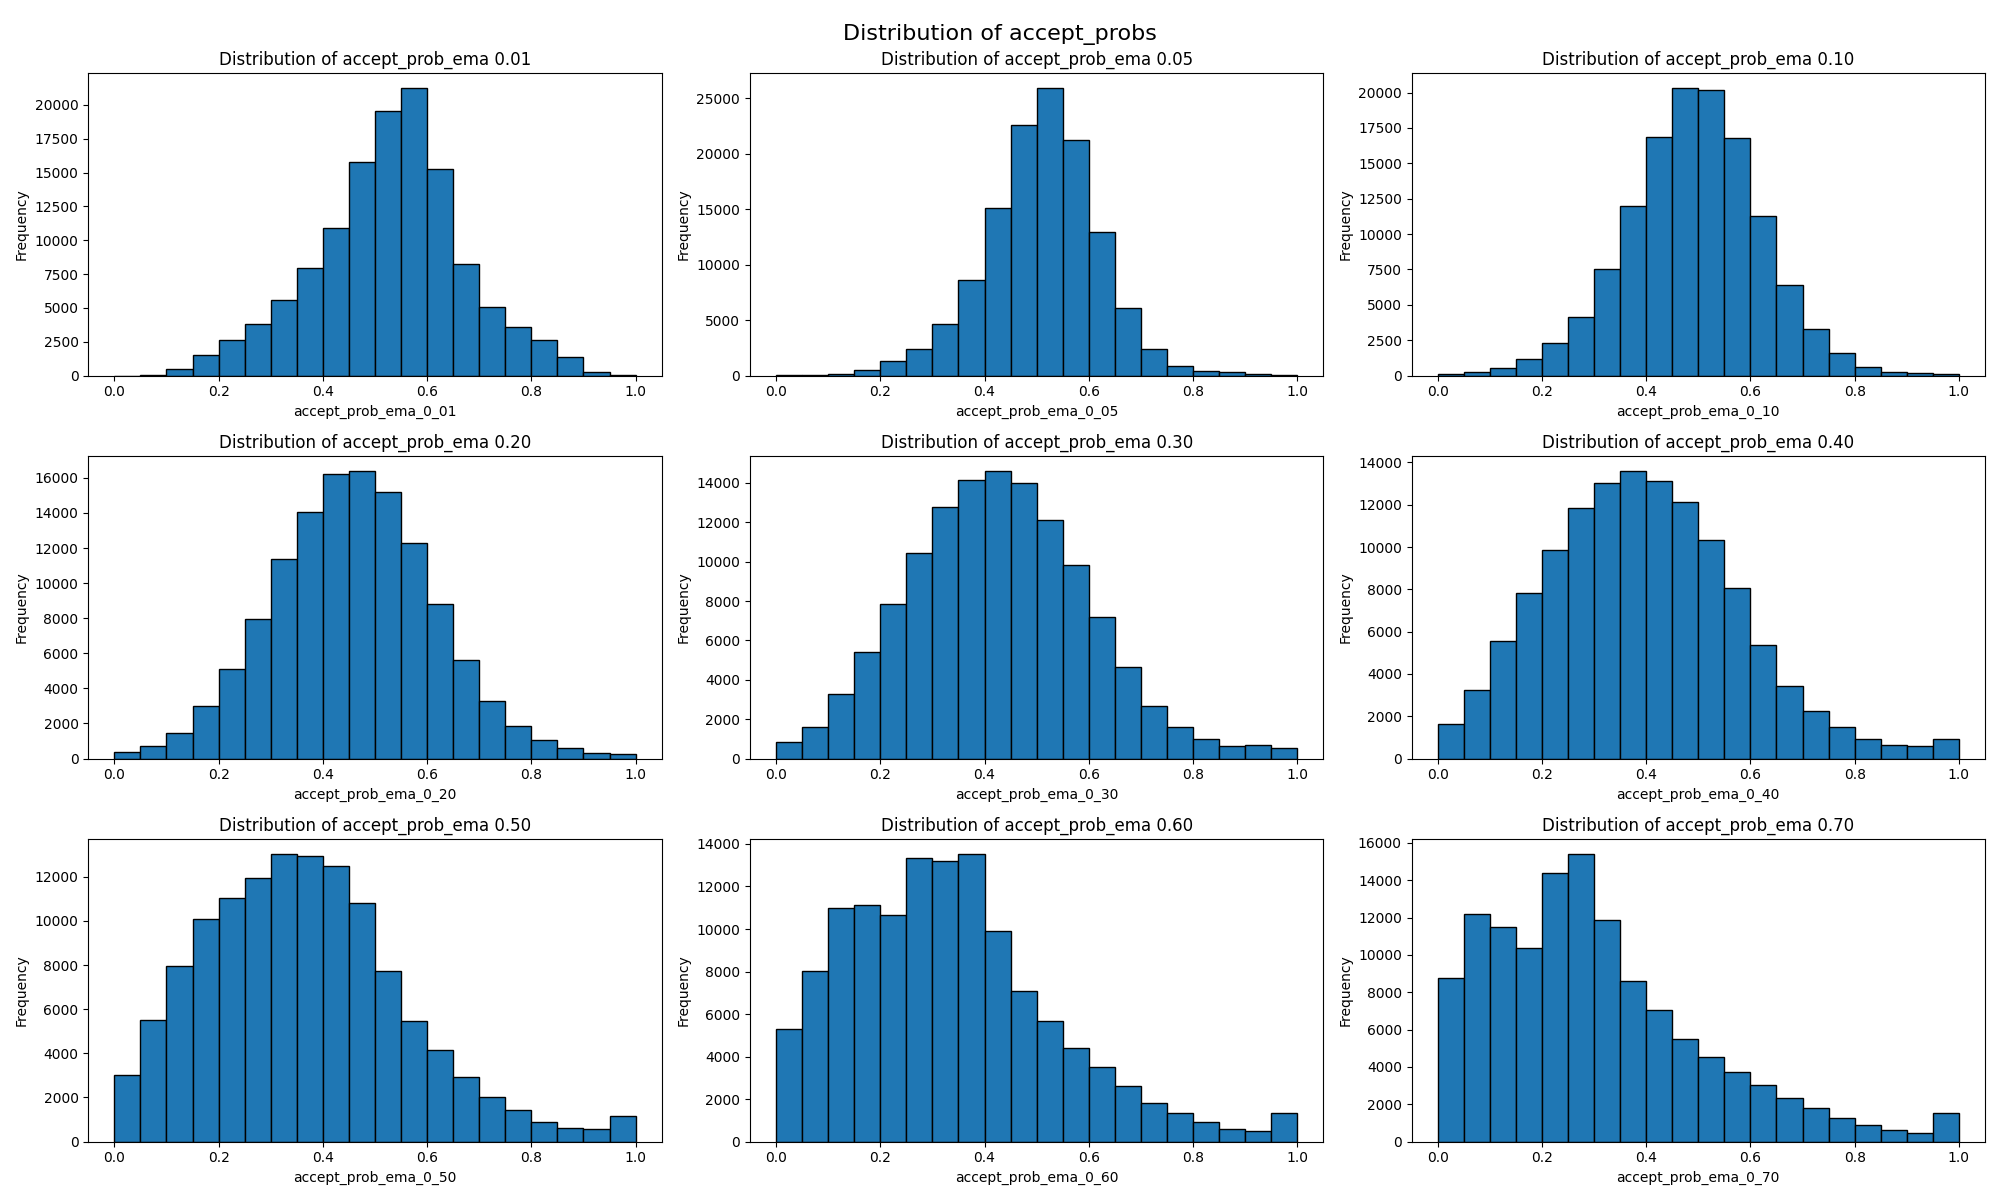 Distribution of accept_probs
Distribution of accept_prob_ema 0.01
Frequency
20000
17500
15000
12500
10000
7500
5000
2500
0
0.0 0.2 0.4 0.6 0.8 1.0
accept_prob_ema_0_01
Distribution of accept_prob_ema 0.05
Frequency
25000
20000
15000
10000
5000
0
0.0 0.2 0.4 0.6 0.8 1.0
accept_prob_ema_0_05
Distribution of accept_prob_ema 0.10
Frequency
20000
17500
15000
12500
10000
7500
5000
2500
0
0.0 0.2 0.4 0.6 0.8 1.0
accept_prob_ema_0_10
Distribution of accept_prob_ema 0.20
Frequency
16000
14000
12000
10000
8000
6000
4000
2000
0
0.0 0.2 0.4 0.6 0.8 1.0
accept_prob_ema_0_20
Distribution of accept_prob_ema 0.30
Frequency
14000
12000
10000
8000
6000
4000
2000
0
0.0 0.2 0.4 0.6 0.8 1.0
accept_prob_ema_0_30
Distribution of accept_prob_ema 0.40
Frequency
14000
12000
10000
8000
6000
4000
2000
0
0.0 0.2 0.4 0.6 0.8 1.0
accept_prob_ema_0_40
Distribution of accept_prob_ema 0.50
Frequency
12000
10000
8000
6000
4000
2000
0
0.0 0.2 0.4 0.6 0.8 1.0
accept_prob_ema_0_50
Distribution of accept_prob_ema 0.60
Frequency
14000
12000
10000
8000
6000
4000
2000
0
0.0 0.2 0.4 0.6 0.8 1.0
accept_prob_ema_0_60
Distribution of accept_prob_ema 0.70
Frequency
16000
14000
12000
10000
8000
6000
4000
2000
0
0.0 0.2 0.4 0.6 0.8 1.0
accept_prob_ema_0_70